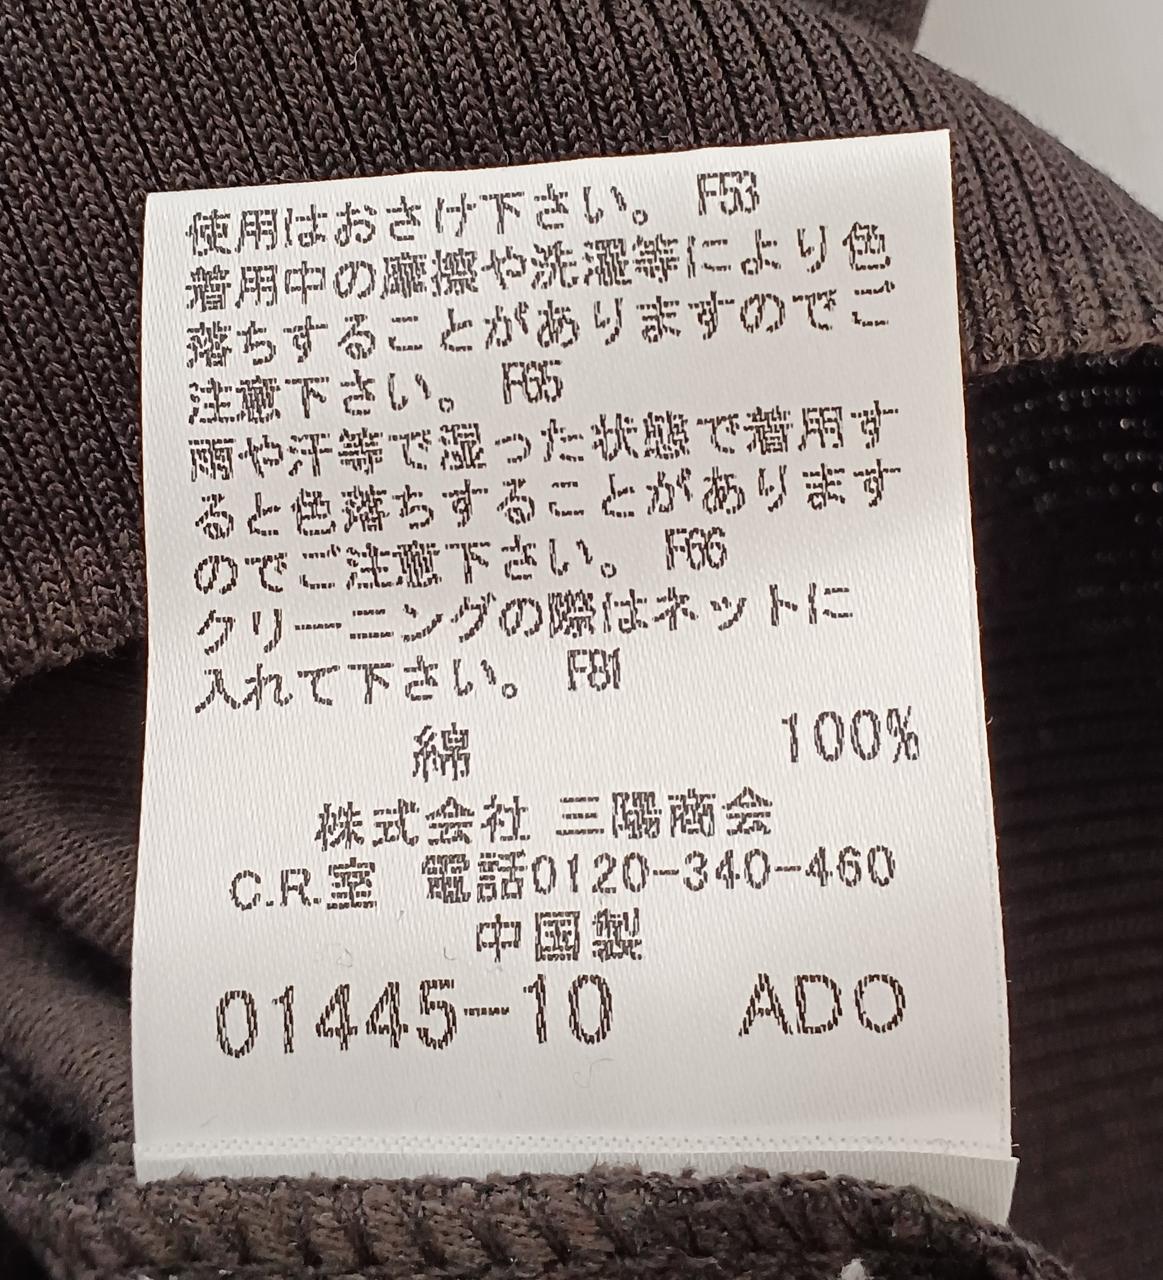 使用はおさけ下さい。 F53
着用中の摩擦や洗濯等により色
落ちすることがありますのでご
注意下さい。 F65
雨や汗等で湿った状態で着用す
ると色落ちすることがあります
のでご注意下さい。 F66
クリーニングの際はネットに
入れて下さい。 F81
綿 100%
株式会社 三陽商会
C.R.室 電話0120-340-460
中国製
01445-10 ADO